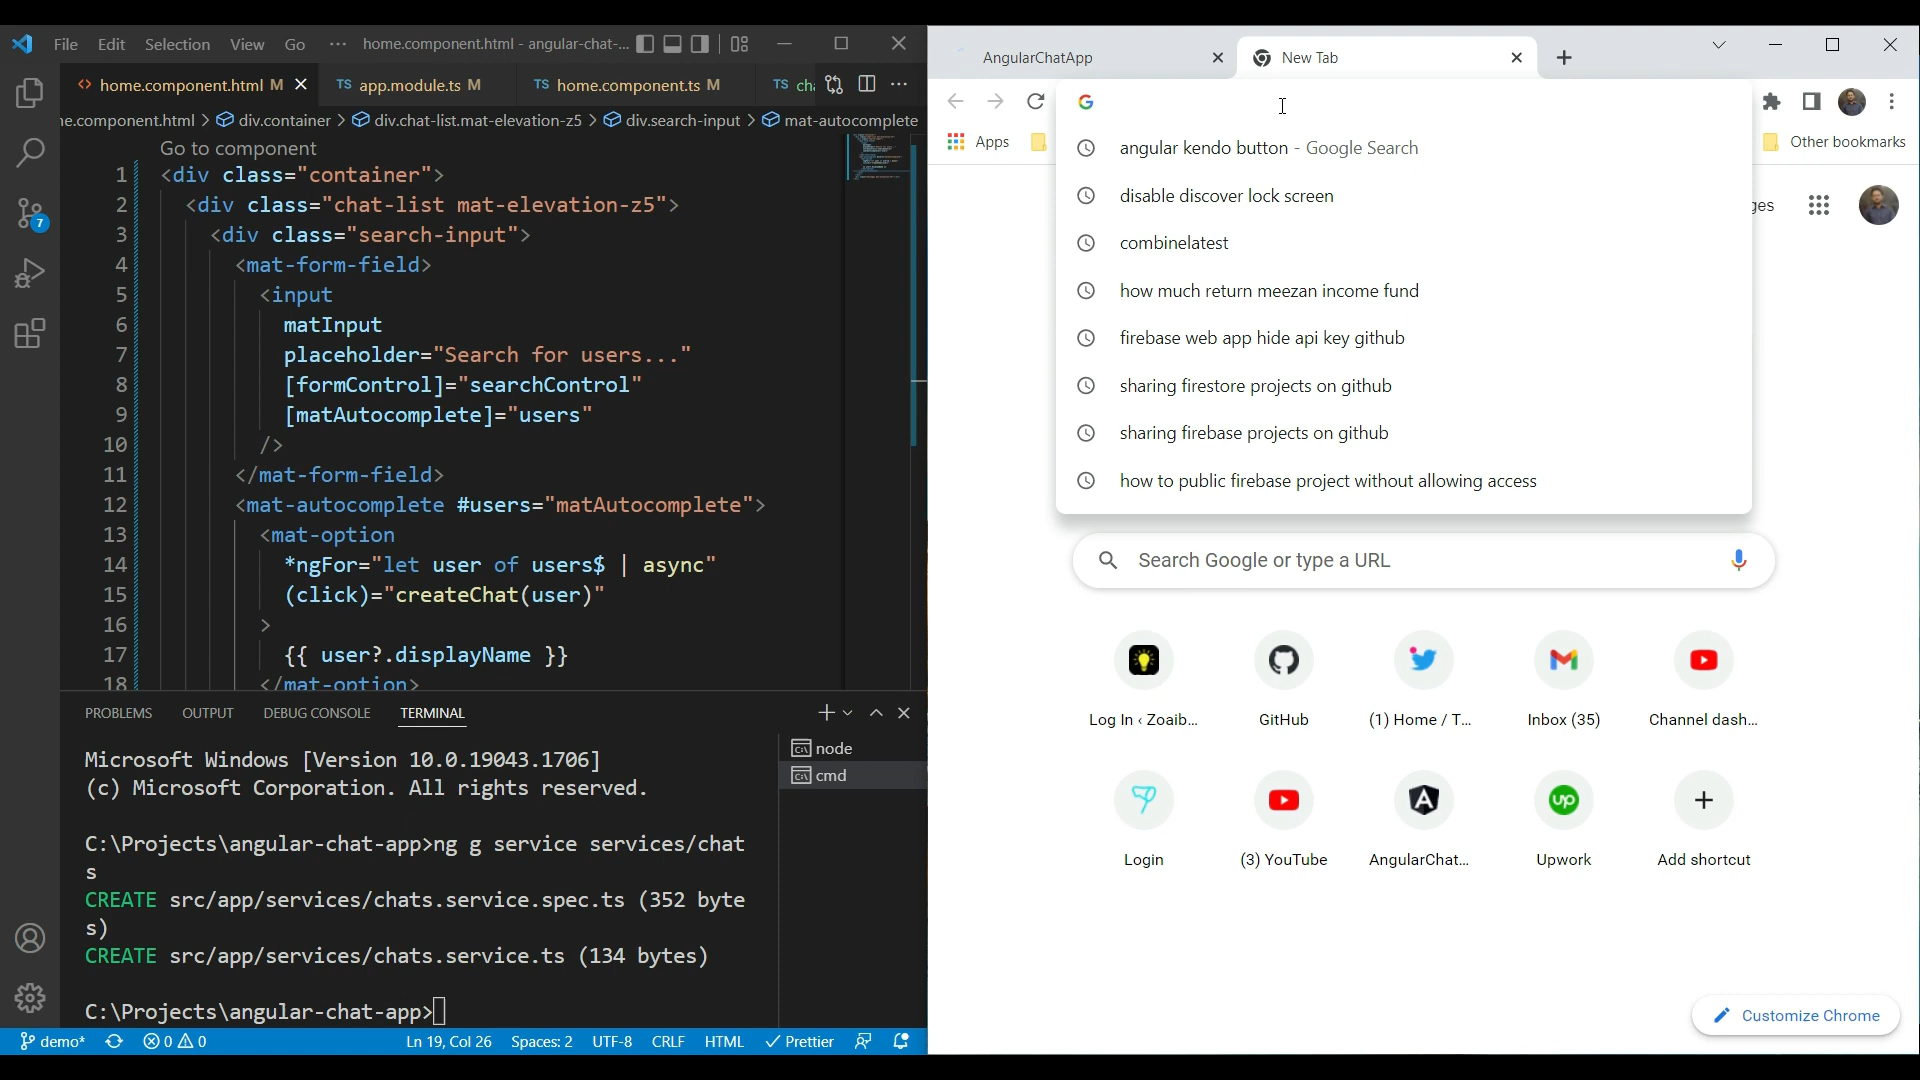 File Edit Selection View Go ··· home.component.html - angular-chat-...
home.component.html M
TS app.module.ts M
TS home.component.ts M
TS cha
ne.component.html > div.container > div.chat-list.mat-elevation-z5 > div.search-input > mat-autocomplete
Go to component
1 <div class="container">
2 <div class="chat-list mat-elevation-z5">
3 <div class="search-input">
4 <mat-form-field>
5 <input
6 matInput
7 placeholder="Search for users..."
8 [formControl]="searchControl"
9 [matAutocomplete]="users"
10 />
11 </mat-form-field>
12 <mat-autocomplete #users="matAutocomplete">
13 <mat-option
14 *ngFor="let user of users$ | async"
15 (click)="createChat(user)"
16 >
17 {{ user?.displayName }}
18 </mat-option>
7
PROBLEMS OUTPUT DEBUG CONSOLE TERMINAL
node
cmd
Microsoft Windows [Version 10.0.19043.1706]
(c) Microsoft Corporation. All rights reserved.
C:\Projects\angular-chat-app>ng g service services/chat
s
CREATE src/app/services/chats.service.spec.ts (352 byte
s)
CREATE src/app/services/chats.service.ts (134 bytes)
C:\Projects\angular-chat-app>
demo* 0 0 Ln 19, Col 26 Spaces: 2 UTF-8 CRLF HTML Prettier
AngularChatApp
New Tab
Apps
Other bookmarks
angular kendo button - Google Search
disable discover lock screen
combinelatest
how much return meezan income fund
firebase web app hide api key github
sharing firestore projects on github
sharing firebase projects on github
how to public firebase project without allowing access
ges
Search Google or type a URL
Log In ‹ Zoaib...
GitHub
(1) Home / T...
Inbox (35)
Channel dash...
up
Login
(3) YouTube
AngularChat...
Upwork
Add shortcut
Customize Chrome